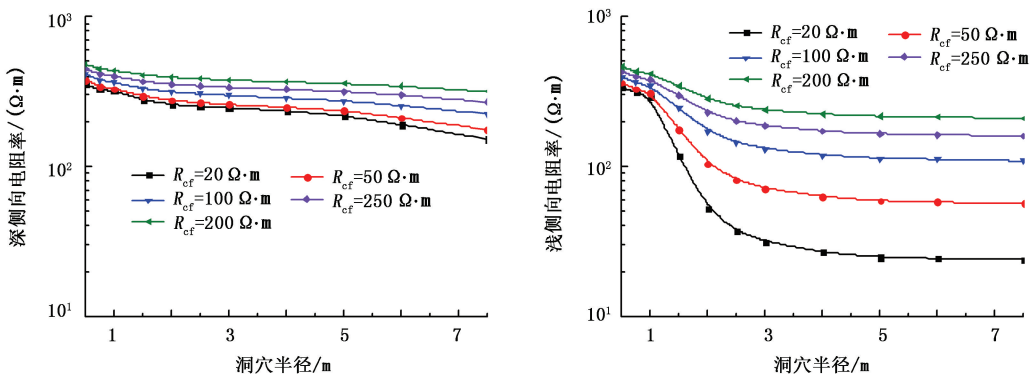 10³
10²
10¹
深侧向电阻率/(Ω·m)
R_cf=20 Ω·m
R_cf=50 Ω·m
R_cf=100 Ω·m
R_cf=250 Ω·m
R_cf=200 Ω·m
1 3 5 7
洞穴半径/m
10³
10²
10¹
浅侧向电阻率/(Ω·m)
R_cf=20 Ω·m
R_cf=50 Ω·m
R_cf=100 Ω·m
R_cf=250 Ω·m
R_cf=200 Ω·m
1 3 5 7
洞穴半径/m